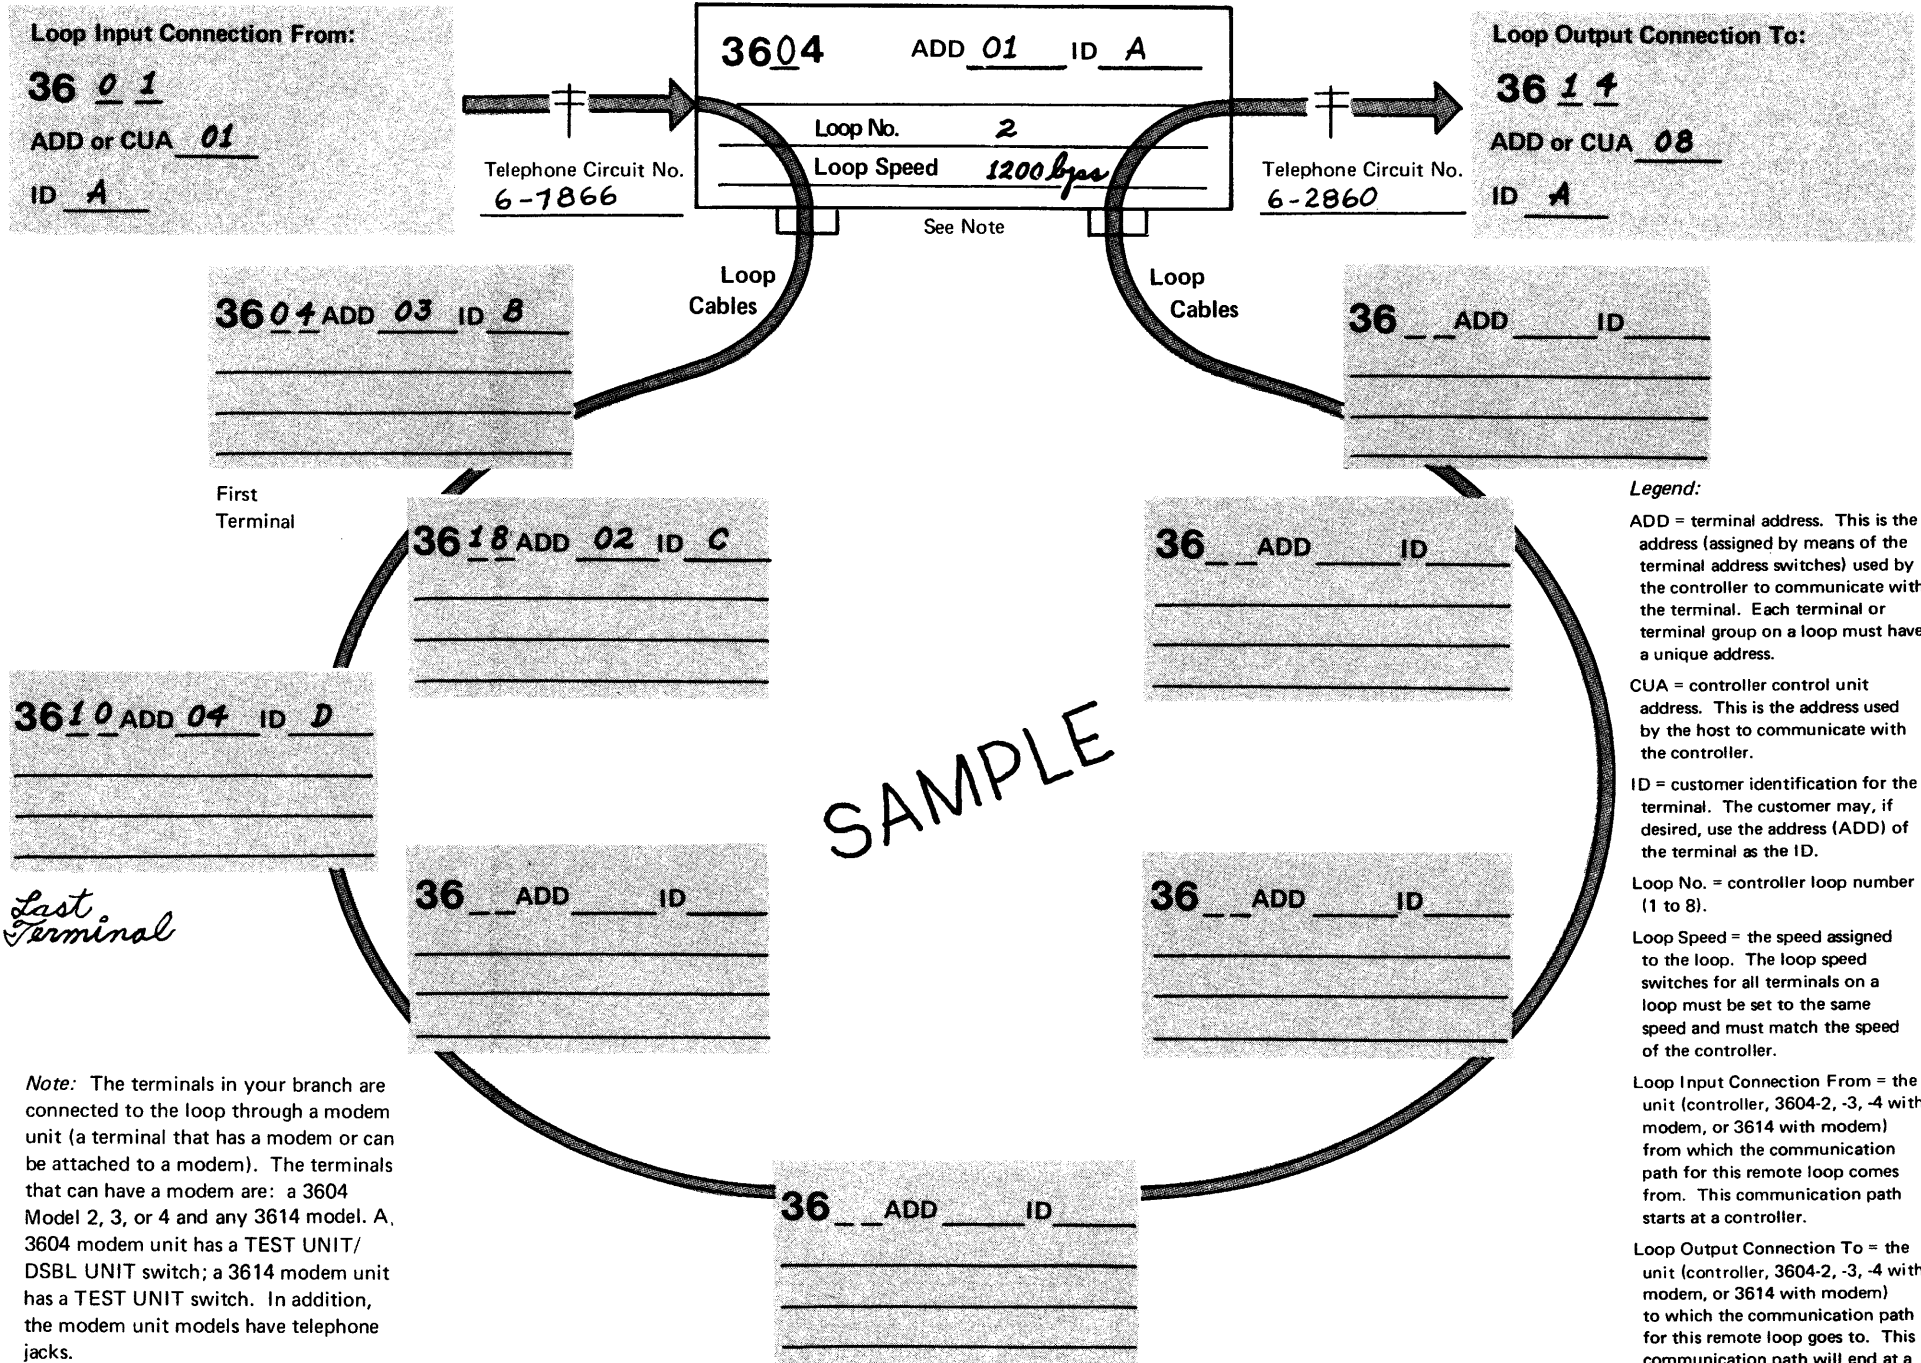 Loop Input Connection From:
36 0 1
ADD or CUA 01
ID A
Telephone Circuit No.
6-7866
3604 ADD 01 ID A
Loop No. 2
Loop Speed 1200 bps
See Note
Telephone Circuit No.
6-2860
Loop Output Connection To:
36 1 4
ADD or CUA 08
ID A
Loop
Cables
Loop
Cables
36 0 4 ADD 03 ID B
First
Terminal
36 1 8 ADD 02 ID C
36 1 0 ADD 04 ID D
Last
Terminal
36 _ _ ADD ID
36 _ _ ADD ID
36 _ _ ADD ID
36 _ _ ADD ID
36 _ _ ADD ID
SAMPLE
Note: The terminals in your branch are
connected to the loop through a modem
unit (a terminal that has a modem or can
be attached to a modem). The terminals
that can have a modem are: a 3604
Model 2, 3, or 4 and any 3614 model. A
3604 modem unit has a TEST UNIT/
DSBL UNIT switch; a 3614 modem unit
has a TEST UNIT switch. In addition,
the modem unit models have telephone
jacks.
Legend:
ADD = terminal address. This is the
address (assigned by means of the
terminal address switches) used by
the controller to communicate with
the terminal. Each terminal or
terminal group on a loop must have
a unique address.
CUA = controller control unit
address. This is the address used
by the host to communicate with
the controller.
ID = customer identification for the
terminal. The customer may, if
desired, use the address (ADD) of
the terminal as the ID.
Loop No. = controller loop number
(1 to 8).
Loop Speed = the speed assigned
to the loop. The loop speed
switches for all terminals on a
loop must be set to the same
speed and must match the speed
of the controller.
Loop Input Connection From = the
unit (controller, 3604-2, -3, -4 with
modem, or 3614 with modem)
from which the communication
path for this remote loop comes
from. This communication path
starts at a controller.
Loop Output Connection To = the
unit (controller, 3604-2, -3, -4 with
modem, or 3614 with modem)
to which the communication path
for this remote loop goes to. This
communication path will end at a